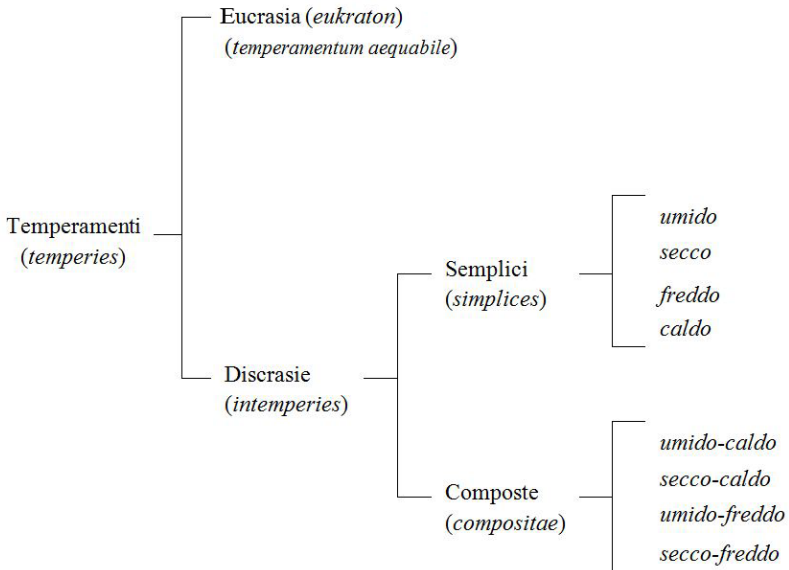 Eucrasia (eukraton)
(temperamentum aequabile)
Temperamenti
(temperies)
Discrasie
(intemperies)
Semplici
(simplices)
umido
secco
freddo
caldo
Composte
(compositae)
umido-caldo
secco-caldo
umido-freddo
secco-freddo